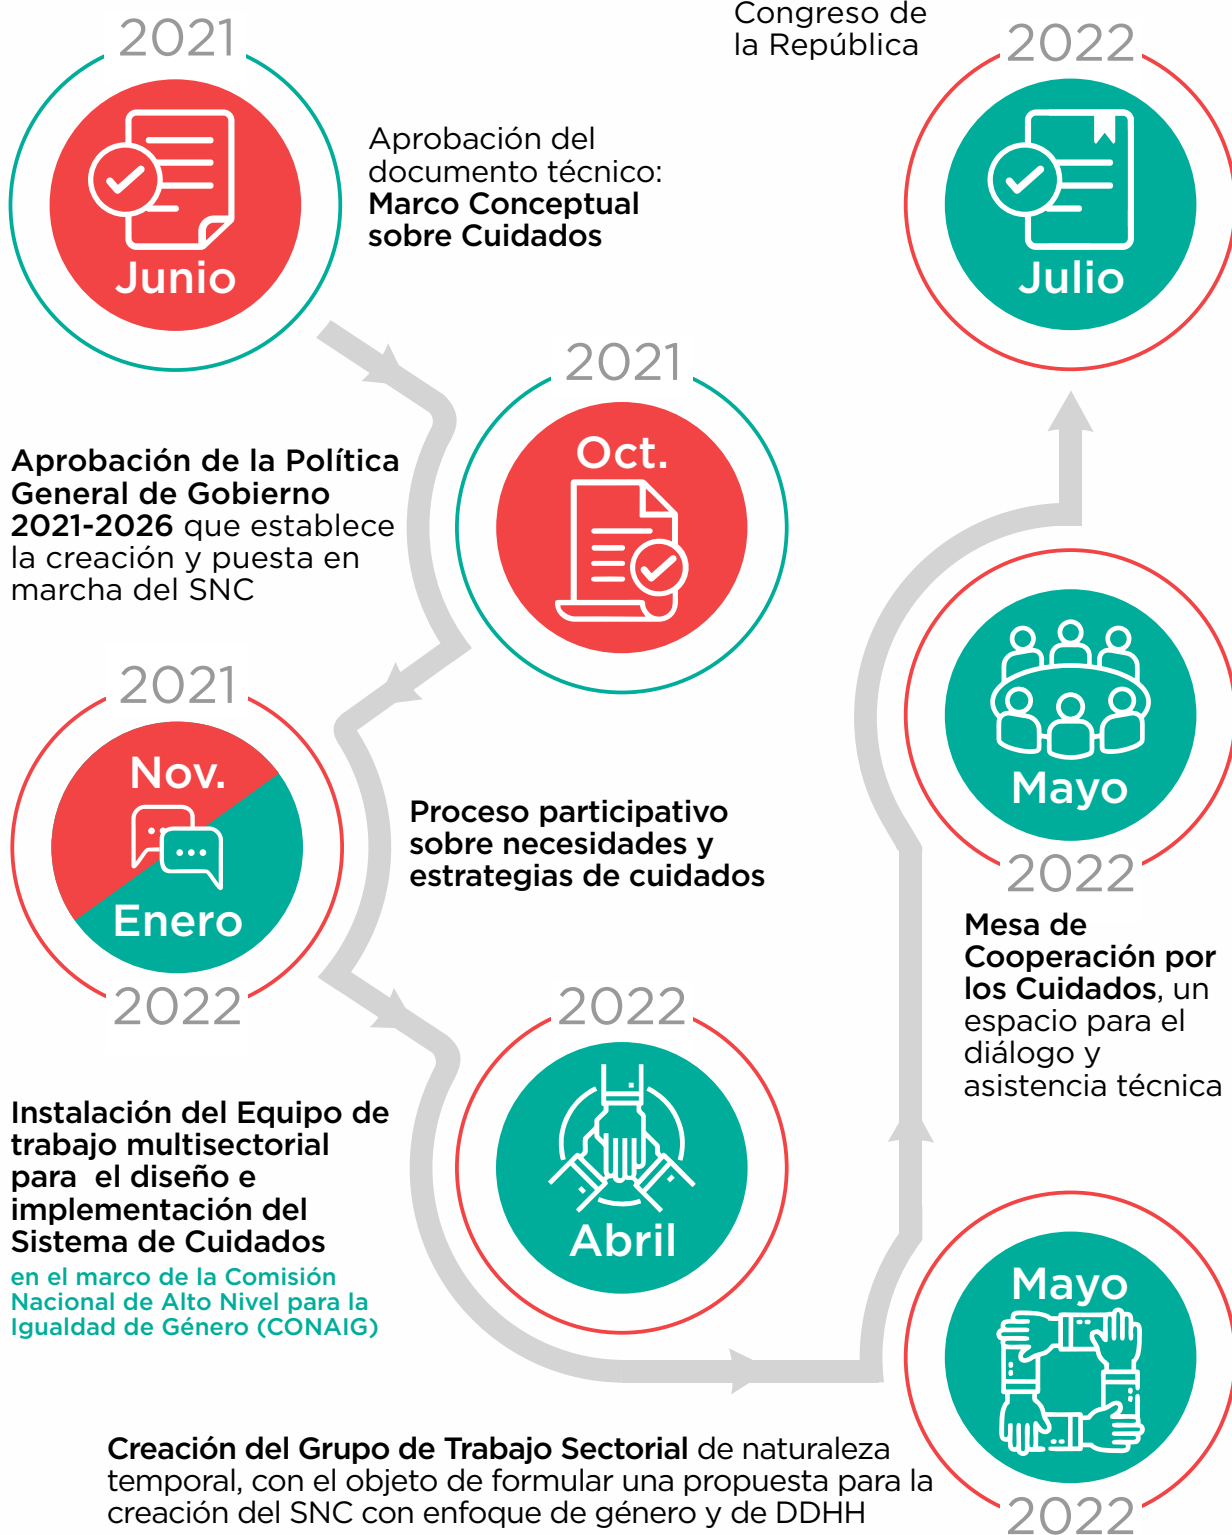 2021
Junio
Aprobación del
documento técnico:
Marco Conceptual
sobre Cuidados
2021
Oct.
Aprobación de la Política
General de Gobierno
2021-2026 que establece
la creación y puesta en
marcha del SNC
2021
Nov.
Enero
2022
Proceso participativo
sobre necesidades y
estrategias de cuidados
2022
Abril
Instalación del Equipo de
trabajo multisectorial
para el diseño e
implementación del
Sistema de Cuidados
en el marco de la Comisión
Nacional de Alto Nivel para la
Igualdad de Género (CONAIG)
Mayo
2022
Creación del Grupo de Trabajo Sectorial de naturaleza
temporal, con el objeto de formular una propuesta para la
creación del SNC con enfoque de género y de DDHH
Mayo
2022
Mesa de
Cooperación por
los Cuidados, un
espacio para el
diálogo y
asistencia técnica
2022
Julio
Congreso de
la República